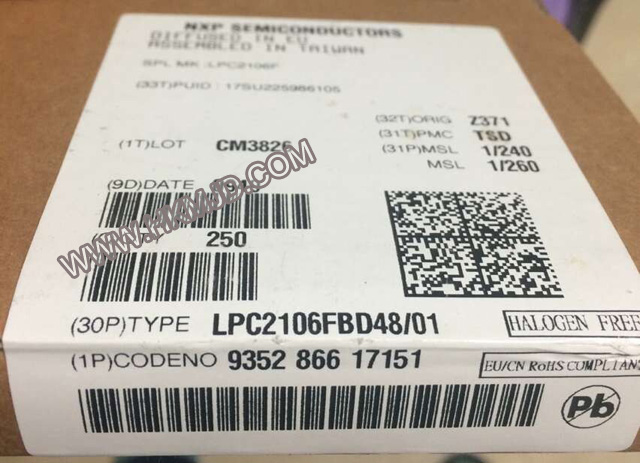 NXP SEMICONDUCTORS
DIFFUSED IN EU
ASSEMBLED IN TAIWAN
SPL MK :LPC2106F
(33T)PUID : 17SU225986105
(32T)ORIG Z371
(31T)PMC TSD
(1T)LOT CM3826
(31P)MSL 1/240
MSL 1/260
(9D)DATE
250
(30P)TYPE LPC2106FBD48/01
HALOGEN FREE
(1P)CODENO 9352 866 17151
EU/CN RoHS COMPLIANT
Pb